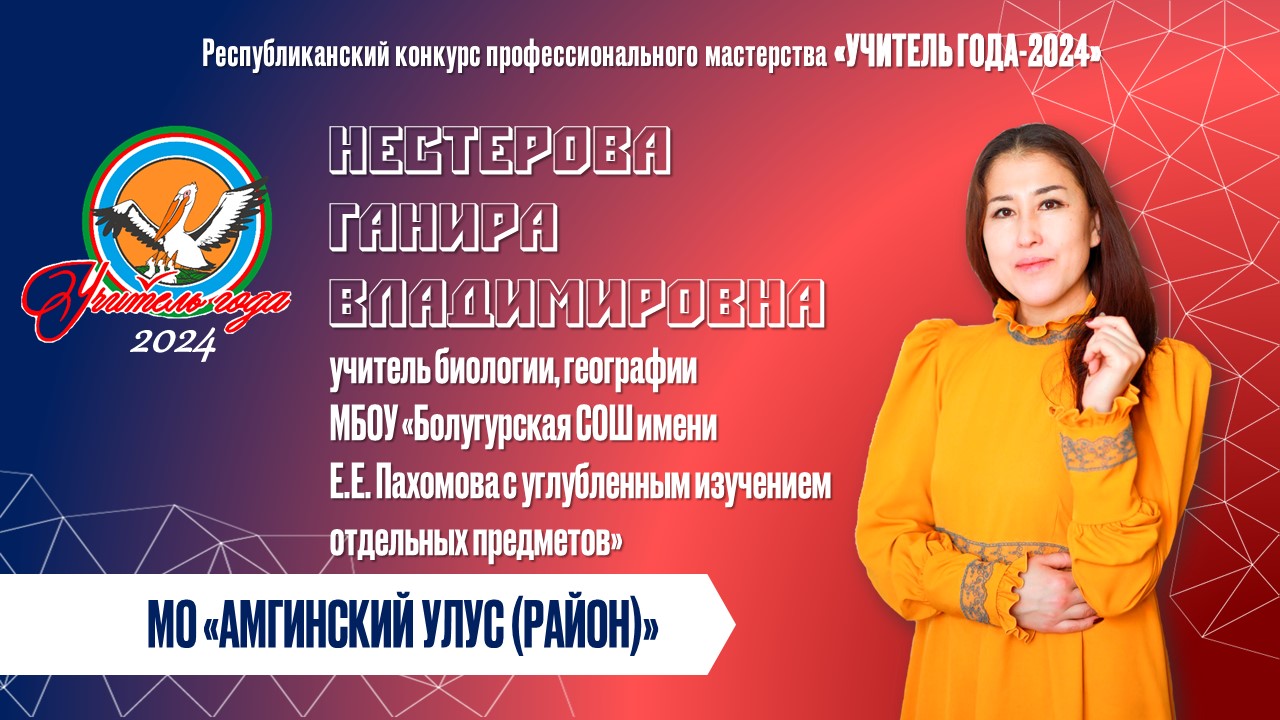 Республиканский конкурс профессионального мастерства «УЧИТЕЛЬ ГОДА-2024»
Учитель года
2024
НЕСТЕРОВА
ГАНИРА
ВЛАДИМИРОВНА
учитель биологии, географии
МБОУ «Болугурская СОШ имени
Е.Е. Пахомова с углубленным изучением
отдельных предметов»
МО «АМГИНСКИЙ УЛУС (РАЙОН)»